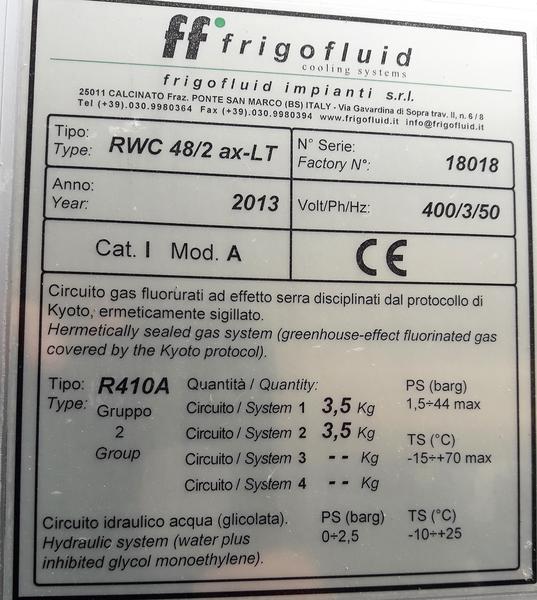 ff frigofluid
cooling systems
frigofluid impianti s.r.l.
25011 CALCINATO Fraz. PONTE SAN MARCO (BS) ITALY - Via Gavardina di Sopra trav. II, n. 6 / 8
Tel (+39).030.9980364 Fax (+39).030.9980394 www.frigofluid.it info@frigofluid.it
Tipo:
Type: RWC 48/2 ax-LT
N° Serie:
Factory N°: 18018
Anno:
Year: 2013
Volt/Ph/Hz: 400/3/50
Cat. I Mod. A
CE
Circuito gas fluorurati ad effetto serra disciplinati dal protocollo di
Kyoto, ermeticamente sigillato.
Hermetically sealed gas system (greenhouse-effect fluorinated gas
covered by the Kyoto protocol).
Tipo: R410A
Type: Gruppo
2
Group
Quantità / Quantity:
Circuito / System 1 3,5 Kg
Circuito / System 2 3,5 Kg
Circuito / System 3 -- Kg
Circuito / System 4 -- Kg
PS (barg)
1,5÷44 max
TS (°C)
-15÷+70 max
Circuito idraulico acqua (glicolata).
Hydraulic system (water plus
inhibited glycol monoethylene).
PS (barg)
0÷2,5
TS (°C)
-10÷+25